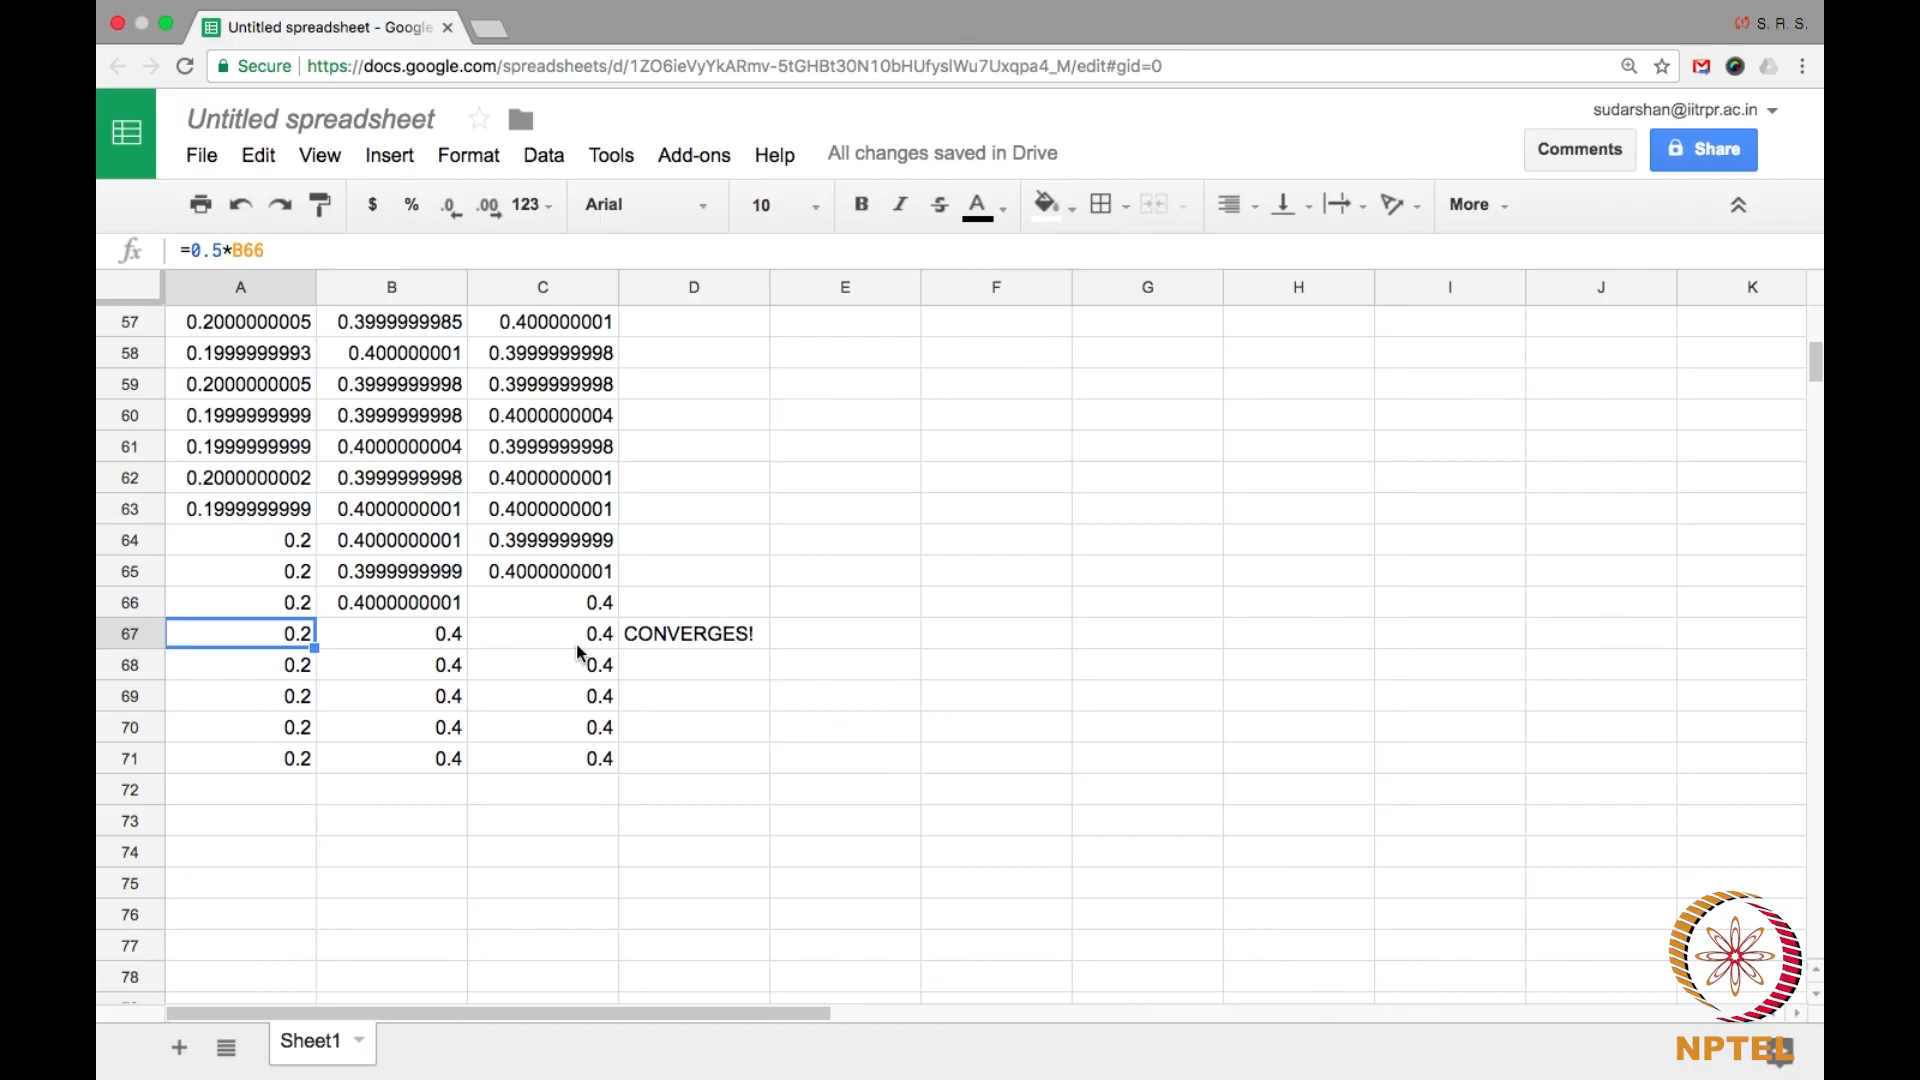 Untitled spreadsheet - Google
S. R. S.
Secure https://docs.google.com/spreadsheets/d/1ZO6ieVyYkARmv-5tGHBt30N10bHUfyslWu7Uxqpa4_M/edit#gid=0
Untitled spreadsheet
sudarshan@iitrpr.ac.in
File Edit View Insert Format Data Tools Add-ons Help All changes saved in Drive
Comments Share
$ % .0 .00 123 Arial 10 B I S A More
fx =0.5*B66
A B C D E F G H I J K
57 0.2000000005 0.3999999985 0.400000001
58 0.1999999993 0.400000001 0.3999999998
59 0.2000000005 0.3999999998 0.3999999998
60 0.1999999999 0.3999999998 0.4000000004
61 0.1999999999 0.4000000004 0.3999999998
62 0.2000000002 0.3999999998 0.4000000001
63 0.1999999999 0.4000000001 0.4000000001
64 0.2 0.4000000001 0.3999999999
65 0.2 0.3999999999 0.4000000001
66 0.2 0.4000000001 0.4
67 0.2 0.4 0.4 CONVERGES!
68 0.2 0.4 0.4
69 0.2 0.4 0.4
70 0.2 0.4 0.4
71 0.2 0.4 0.4
72
73
74
75
76
77
78
Sheet1
NPTEL